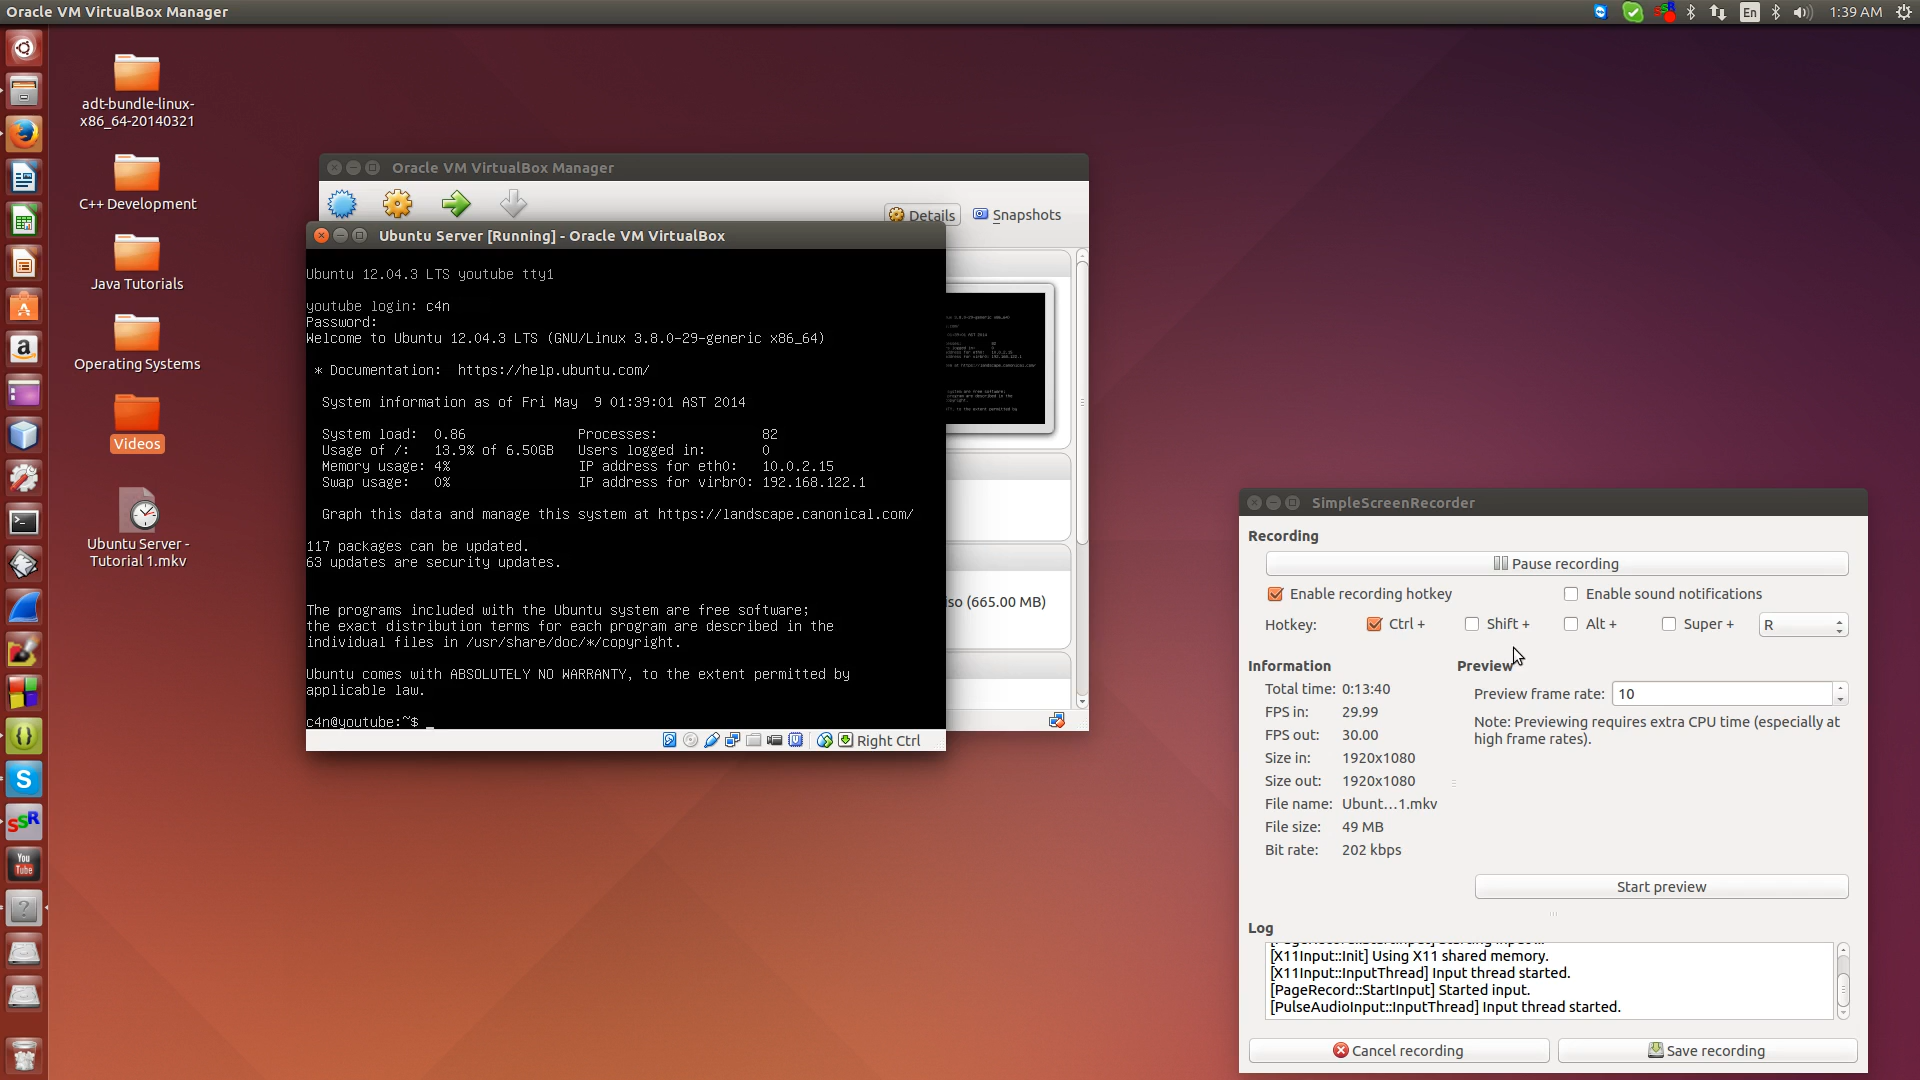 Oracle VM VirtualBox
En
1:39 AM
adt-bundle-linux-
x86_64-20140321
C++ Development
Java Tutorials
Operating Systems
Videos
Ubuntu Server -
Tutorial 1.mkv
Oracle VM VirtualBox Manager
Details
Snapshots
iso (665.00 MB)
Ubuntu Server [Running] - Oracle VM VirtualBox
Ubuntu 12.04.3 LTS youtube tty1
youtube login: c4n
Password:
Welcome to Ubuntu 12.04.3 LTS (GNU/Linux 3.8.0-29-generic x86_64)
* Documentation:  https://help.ubuntu.com/
System information as of Fri May  9 01:39:01 AST 2014
System load:  0.86    Processes:    82
Usage of /:   13.9% of 6.50GB   Users logged in:    0
Memory usage: 4%    IP address for eth0:   10.0.2.15
Swap usage:   0%    IP address for virbr0: 192.168.122.1
Graph this data and manage this system at https://landscape.canonical.com/
117 packages can be updated.
63 updates are security updates.
The programs included with the Ubuntu system are free software;
the exact distribution terms for each program are described in the
individual files in /usr/share/doc/*/copyright.
Ubuntu comes with ABSOLUTELY NO WARRANTY, to the extent permitted by
applicable law.
c4n@youtube:~$ _
Right Ctrl
SimpleScreenRecorder
Recording
Pause recording
Enable recording hotkey
Enable sound notifications
Hotkey: Ctrl + Shift + Alt + Super + R
Information
Total time: 0:13:40
FPS in: 29.99
FPS out: 30.00
Size in: 1920x1080
Size out: 1920x1080
File name: Ubunt...1.mkv
File size: 49 MB
Bit rate: 202 kbps
Preview
Preview frame rate: 10
Note: Previewing requires extra CPU time (especially at
high frame rates).
Start preview
Log
[X11Input::Init] Using X11 shared memory.
[X11Input::InputThread] Input thread started.
[PageRecord::StartInput] Started input.
[PulseAudioInput::InputThread] Input thread started.
Cancel recording
Save recording
a
S
SSR
You
Tube